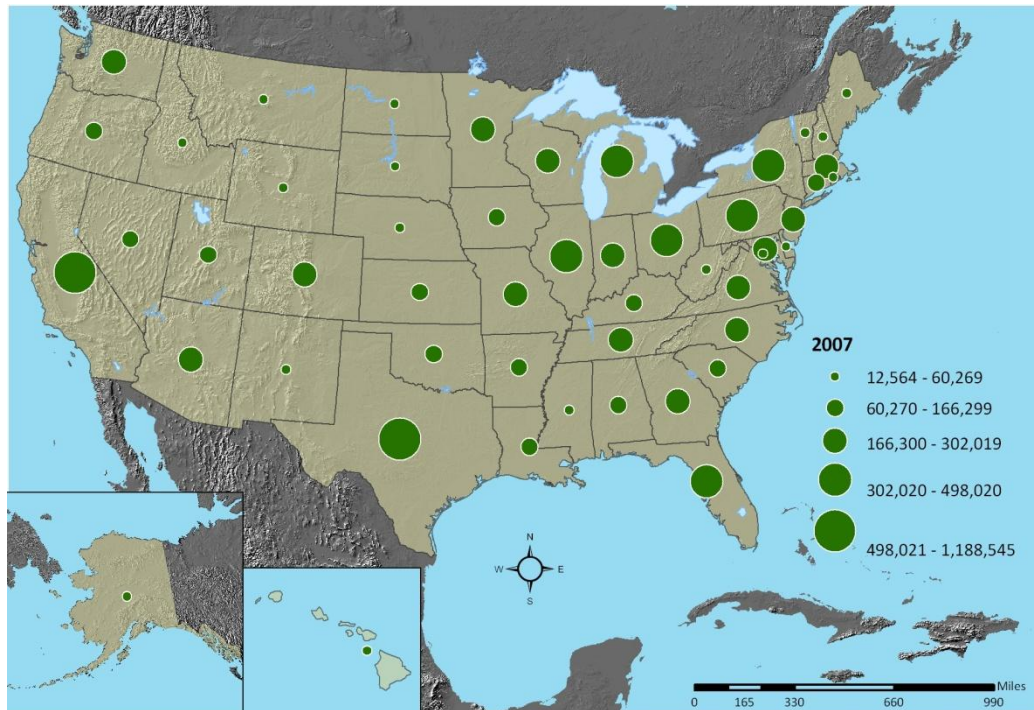 2007
12,564 - 60,269
60,270 - 166,299
166,300 - 302,019
302,020 - 498,020
498,021 - 1,188,545
N
W E
S
Miles
0 165 330 660 990